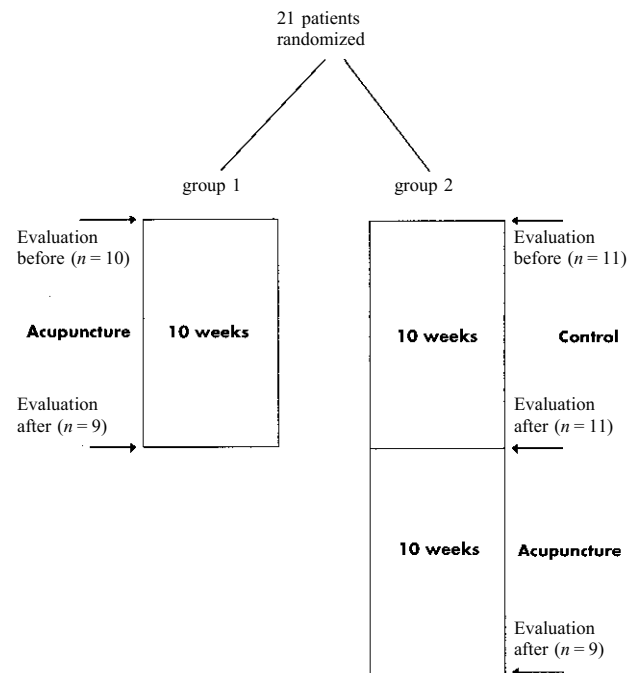 21 patients
randomized
group 1
group 2
Evaluation
before (n = 10)
Evaluation
before (n = 11)
Acupuncture
10 weeks
10 weeks
Control
Evaluation
after (n = 9)
Evaluation
after (n = 11)
10 weeks
Acupuncture
Evaluation
after (n = 9)